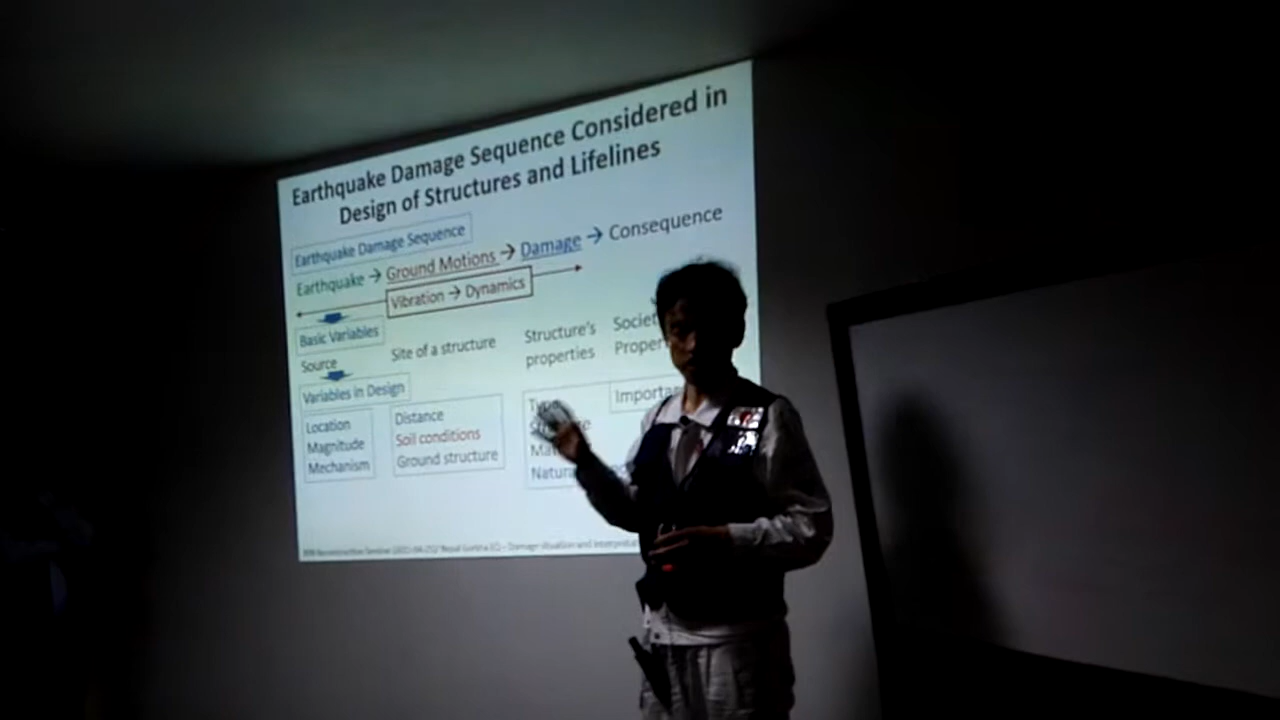 Earthquake Damage Sequence Considered in
Design of Structures and Lifelines
Earthquake Damage Sequence
Earthquake → Ground Motions → Damage → Consequence
Vibration → Dynamics
Basic Variables
Source
Site of a structure
Structure's
properties
Variables in Design
Location
Magnitude
Mechanism
Distance
Soil conditions
Ground structure